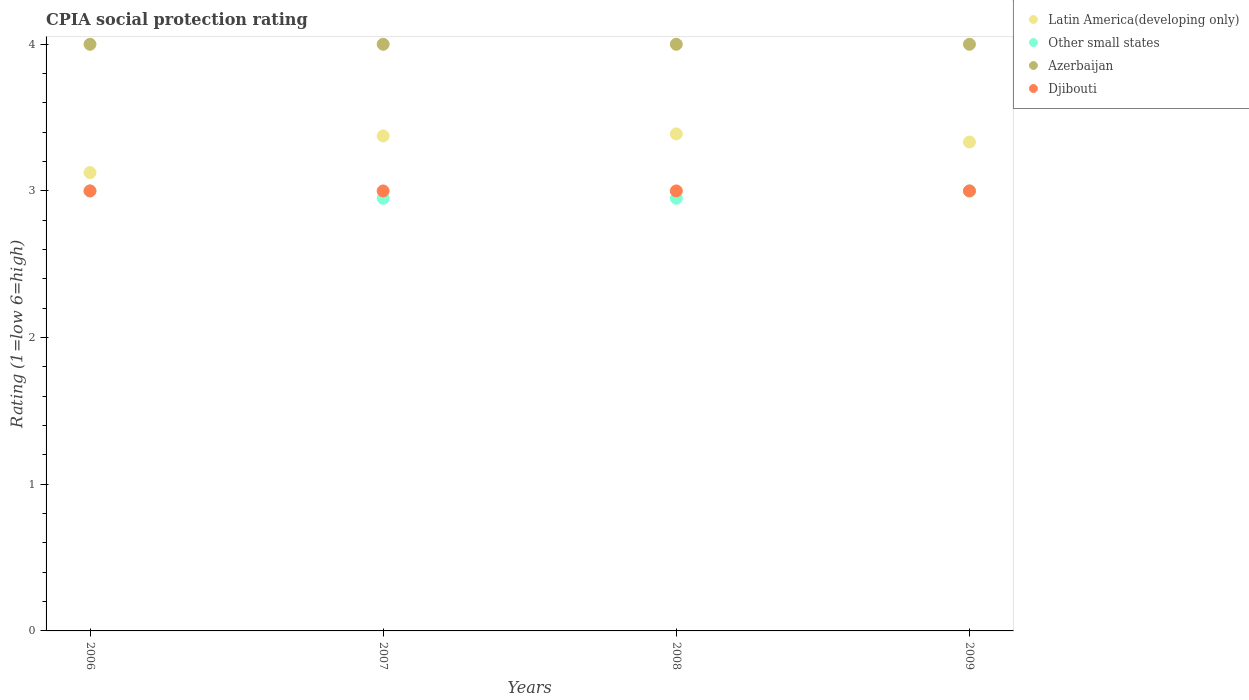 CPIA social protection rating
Latin America(developing only)
Other small states
Azerbaijan
Djibouti
Rating (1=low 6=high)
4
3
2
1
0
2006
2007
2008
2009
Years